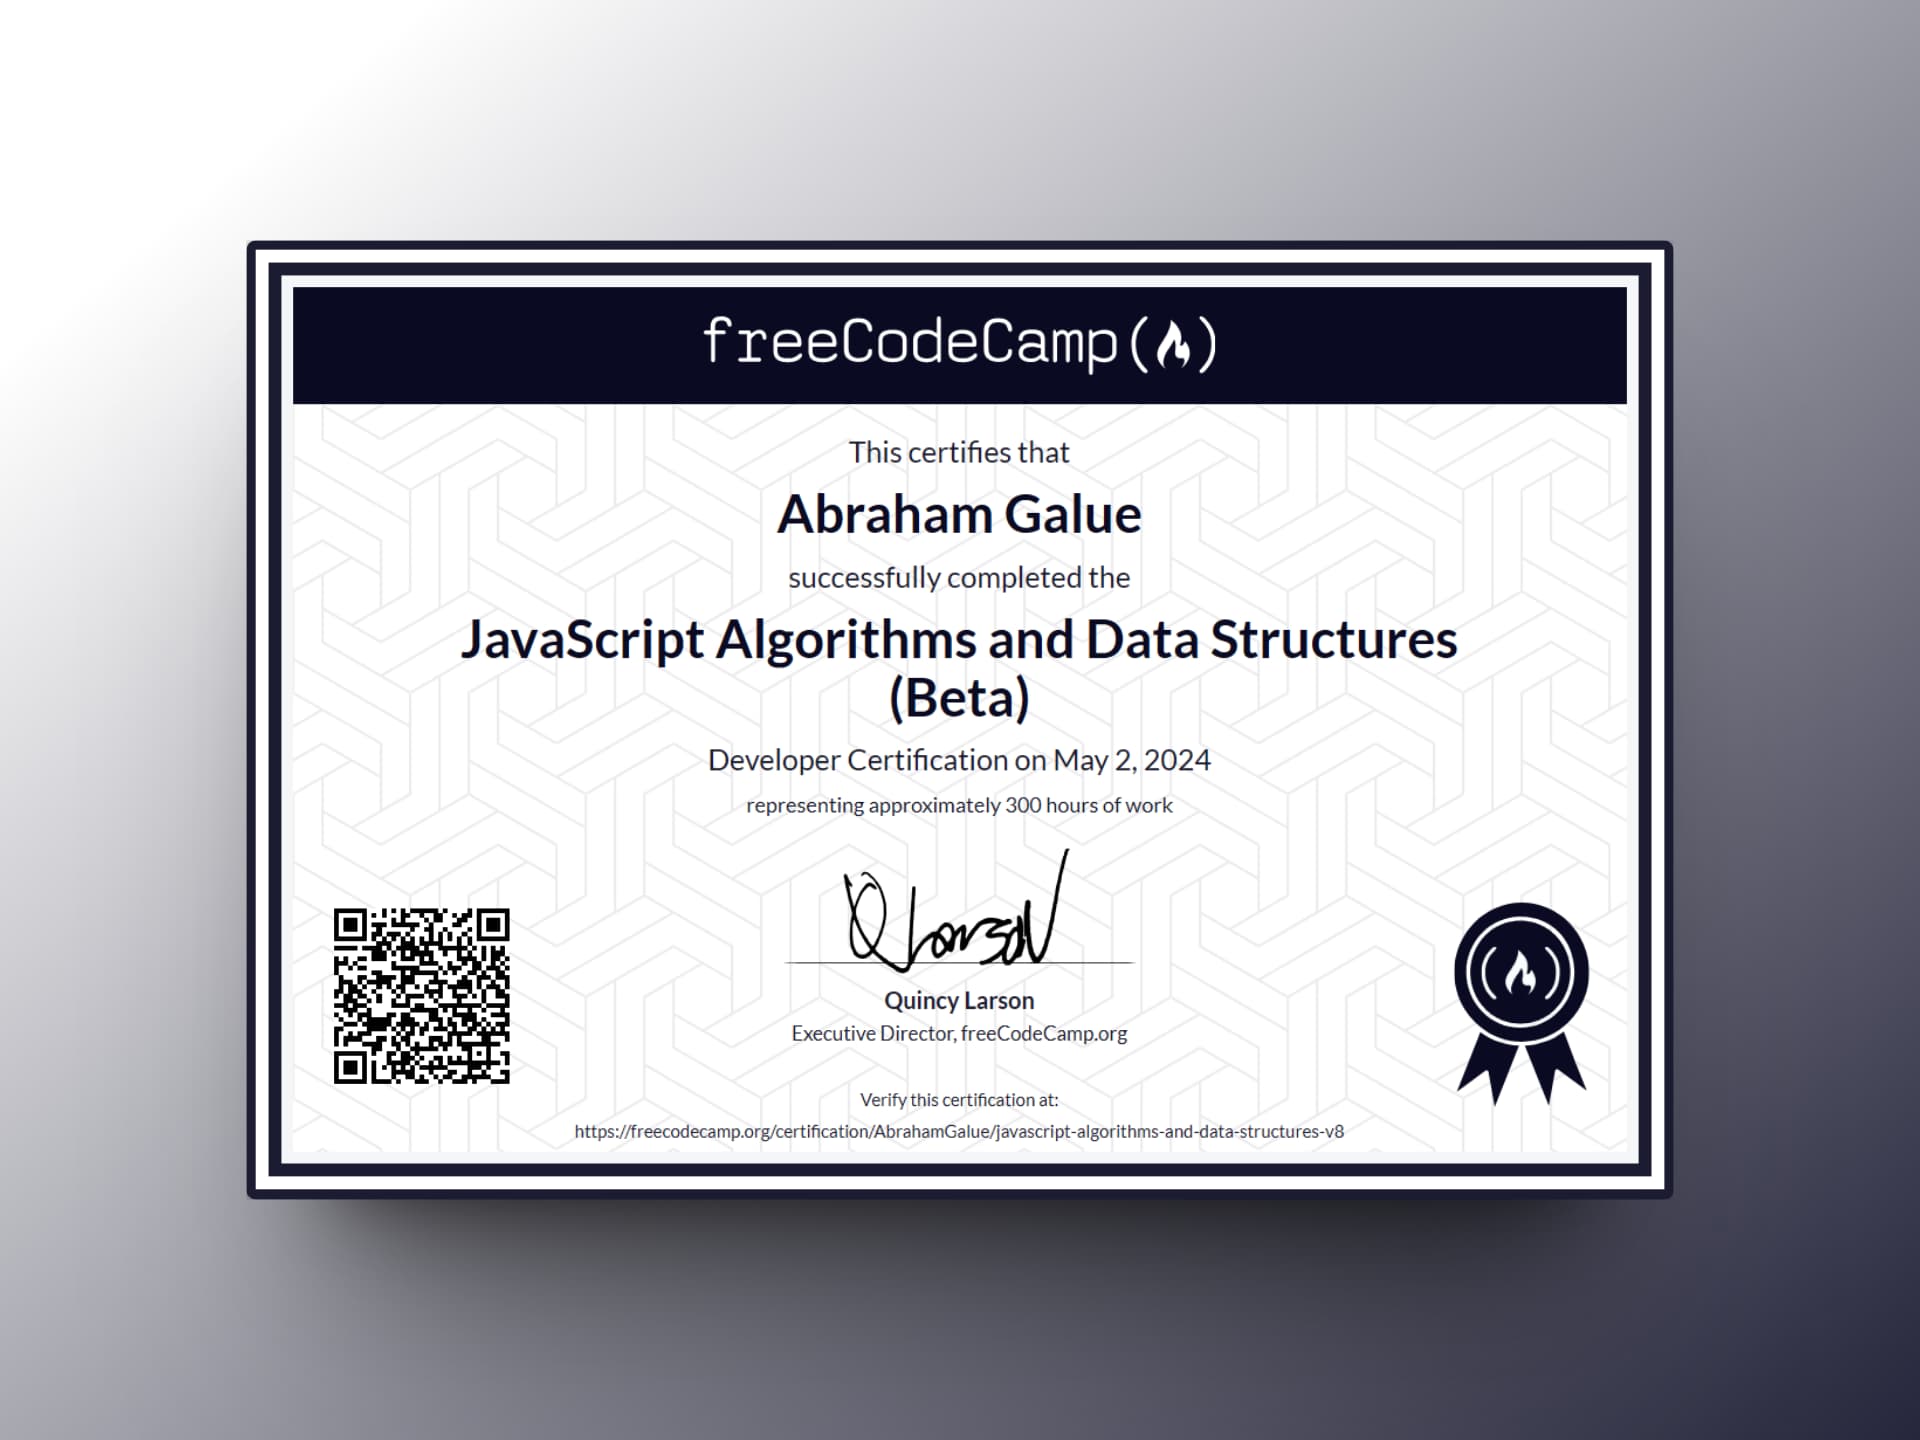 freeCodeCamp
This certifies that
Abraham Galue
successfully completed the
JavaScript Algorithms and Data Structures
(Beta)
Developer Certification on May 2, 2024
representing approximately 300 hours of work
QLarson
Quincy Larson
Executive Director, freeCodeCamp.org
Verify this certification at:
https://freecodecamp.org/certification/AbrahamGalue/javascript-algorithms-and-data-structures-v8